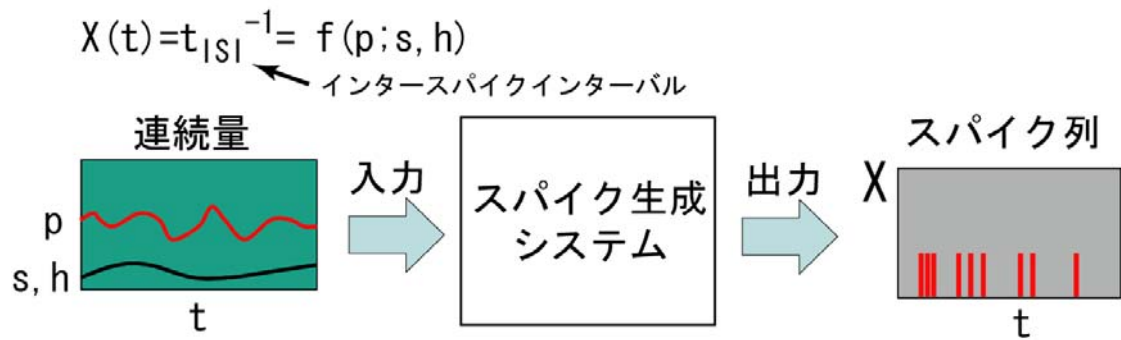 X(t)=t|S|⁻¹= f(p;s,h)
インタースパイクインターバル
連続量
入力
スパイク生成
システム
出力
スパイク列
X
p
s,h
t
t